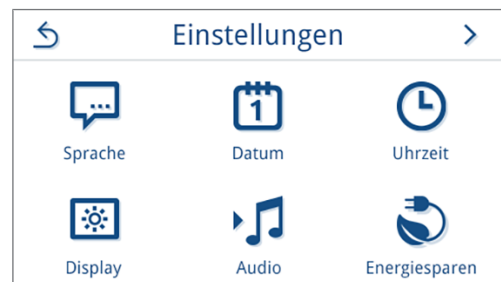 Einstellungen
...
1
Sprache Datum Uhrzeit
Display Audio Energiesparen